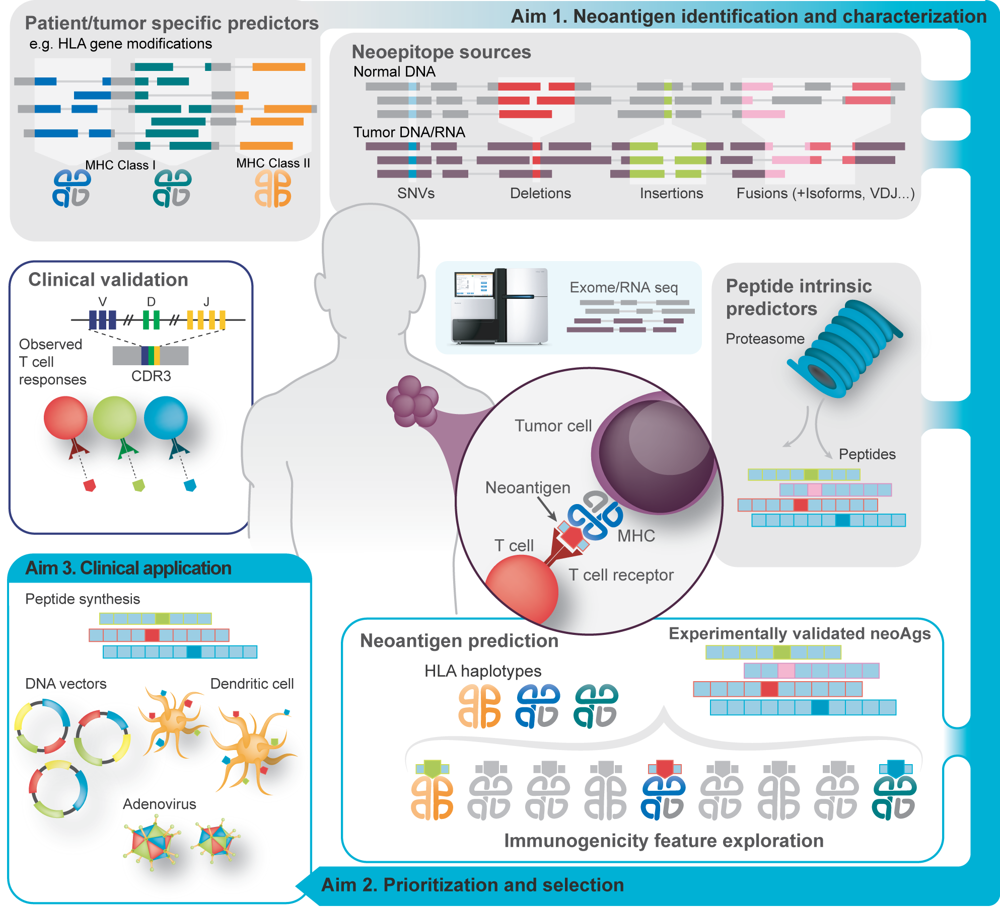 Aim 1. Neoantigen identification and characterization
Patient/tumor specific predictors
e.g. HLA gene modifications
MHC Class I
MHC Class II
Neoepitope sources
Normal DNA
Tumor DNA/RNA
SNVs
Deletions
Insertions
Fusions (+Isoforms, VDJ...)
Clinical validation
V
D
J
Observed
T cell
responses
CDR3
Exome/RNA seq
Peptide intrinsic
predictors
Proteasome
Peptides
Tumor cell
Neoantigen
MHC
T cell
T cell receptor
Aim 3. Clinical application
Peptide synthesis
DNA vectors
Dendritic cell
Adenovirus
Neoantigen prediction
HLA haplotypes
Experimentally validated neoAgs
Immunogenicity feature exploration
Aim 2. Prioritization and selection